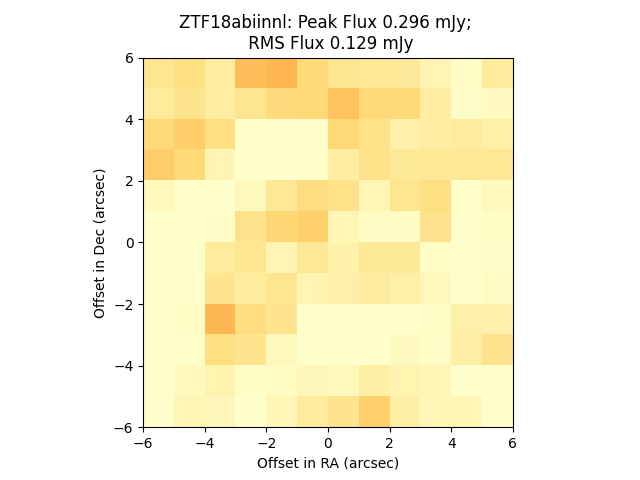 ZTF18abiinnl: Peak Flux 0.296 mJy;
RMS Flux 0.129 mJy
6
4
2
0
−2
−4
−6
Offset in Dec (arcsec)
−6 −4 −2 0 2 4 6
Offset in RA (arcsec)